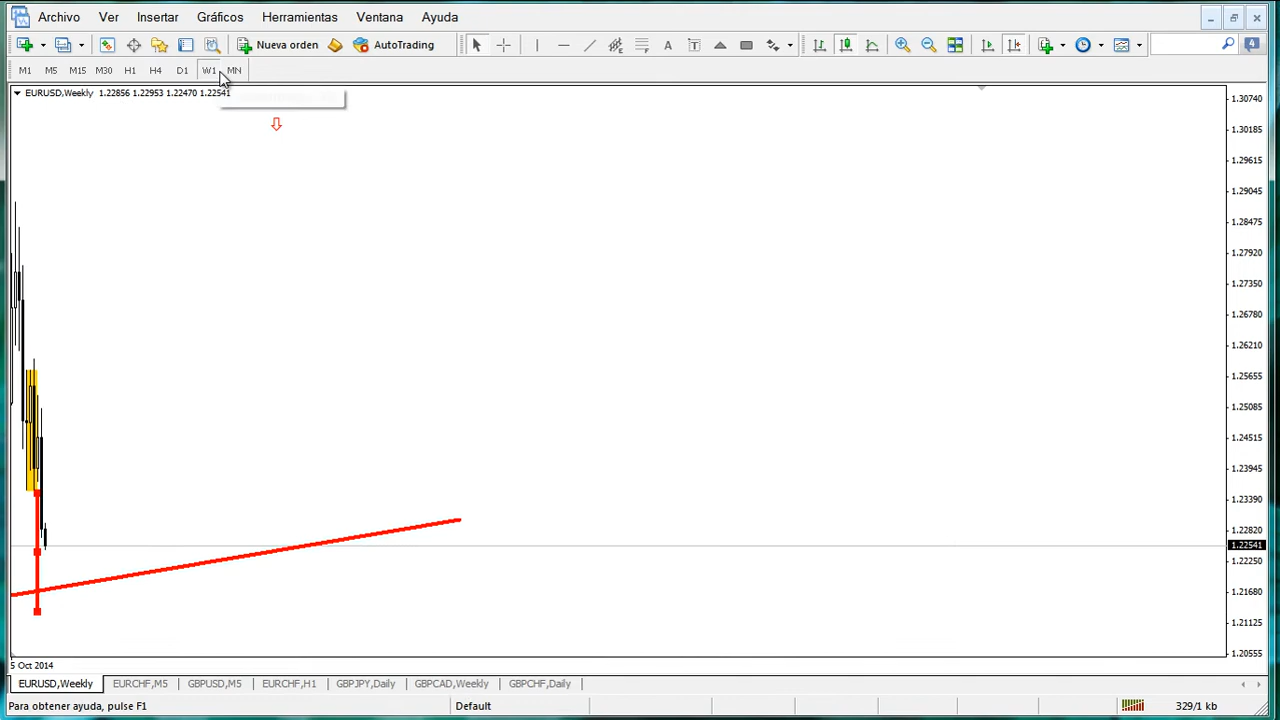 Archivo Ver Insertar Gráficos Herramientas Ventana Ayuda
Nueva orden AutoTrading A 4
M1 M5 M15 M30 H1 H4 D1 W1 MN
EURUSD,Weekly 1.22856 1.22953 1.22470 1.22541
1.30740
1.30185
1.29615
1.29045
1.28475
1.27920
1.27350
1.26780
1.26210
1.25655
1.25085
1.24515
1.23945
1.23390
1.22820
1.22541
1.22250
1.21680
1.21125
1.20555
5 Oct 2014
EURUSD,Weekly EURCHF,M5 GBPUSD,M5 EURCHF,H1 GBPJPY,Daily GBPCAD,Weekly GBPCHF,Daily
Para obtener ayuda, pulse F1 Default 329/1 kb